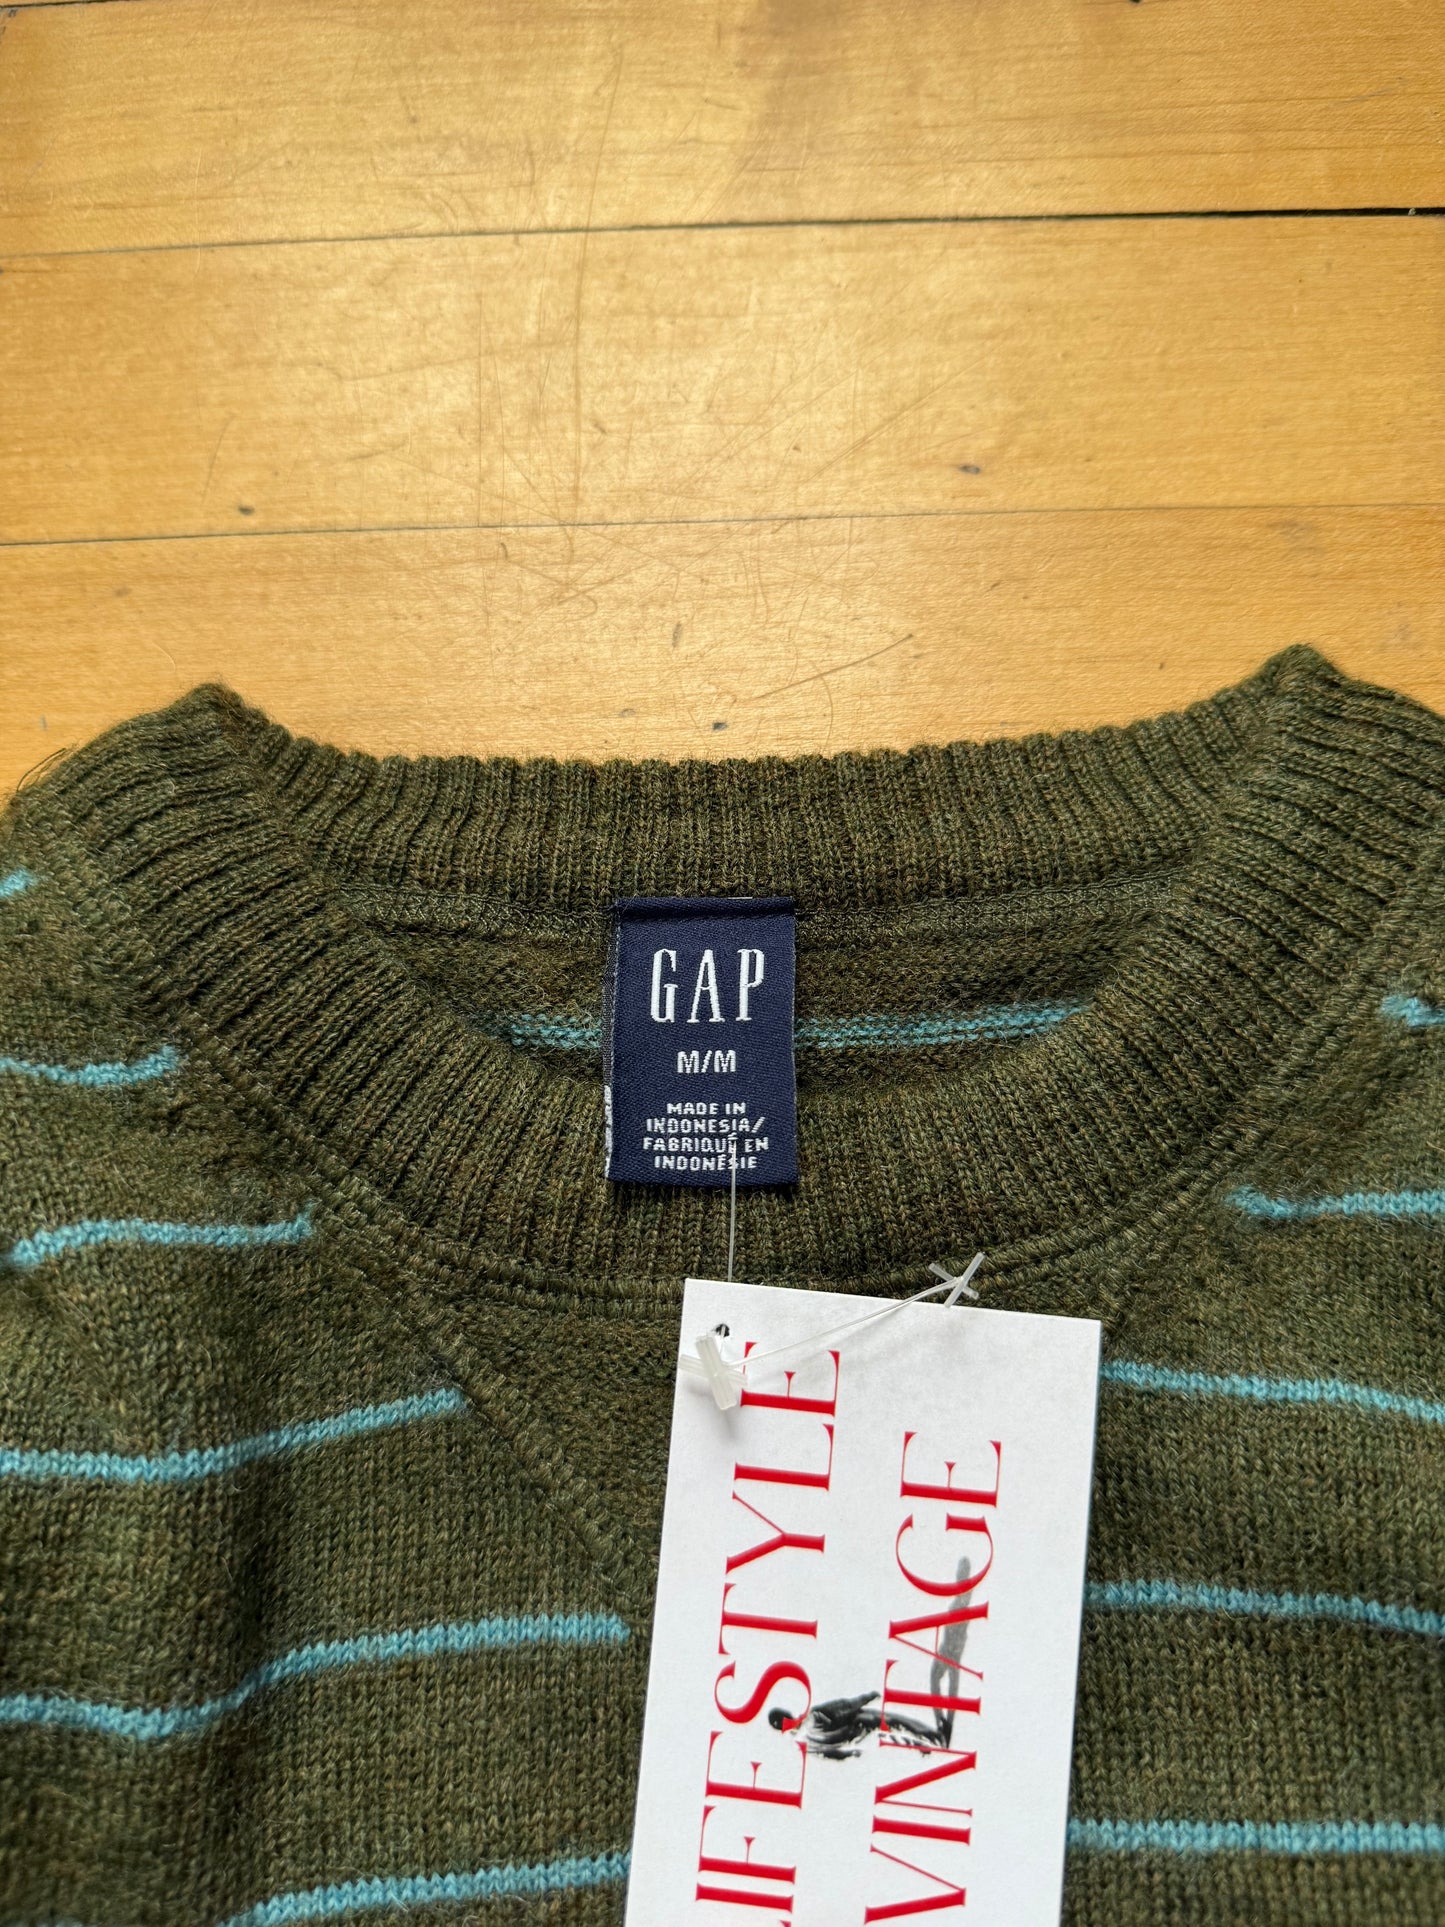 GAP
M/M
MADE IN
INDONESIA/
FABRIQUÉ EN
INDONÉSIE
LIFESTYLE
VINTAGE